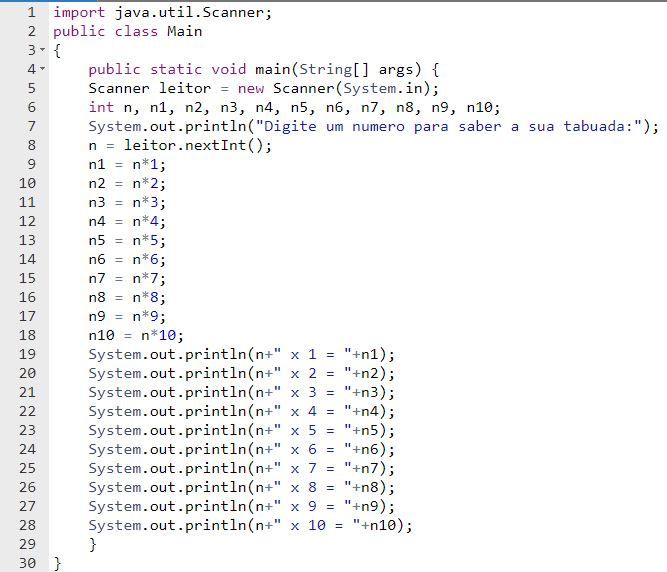 1 import java.util.Scanner;
2 public class Main
3 {
4 public static void main(String[] args) {
5 Scanner leitor = new Scanner(System.in);
6 int n, n1, n2, n3, n4, n5, n6, n7, n8, n9, n10;
7 System.out.println("Digite um numero para saber a sua tabuada:");
8 n = leitor.nextInt();
9 n1 = n*1;
10 n2 = n*2;
11 n3 = n*3;
12 n4 = n*4;
13 n5 = n*5;
14 n6 = n*6;
15 n7 = n*7;
16 n8 = n*8;
17 n9 = n*9;
18 n10 = n*10;
19 System.out.println(n+" x 1 = "+n1);
20 System.out.println(n+" x 2 = "+n2);
21 System.out.println(n+" x 3 = "+n3);
22 System.out.println(n+" x 4 = "+n4);
23 System.out.println(n+" x 5 = "+n5);
24 System.out.println(n+" x 6 = "+n6);
25 System.out.println(n+" x 7 = "+n7);
26 System.out.println(n+" x 8 = "+n8);
27 System.out.println(n+" x 9 = "+n9);
28 System.out.println(n+" x 10 = "+n10);
29 }
30 }